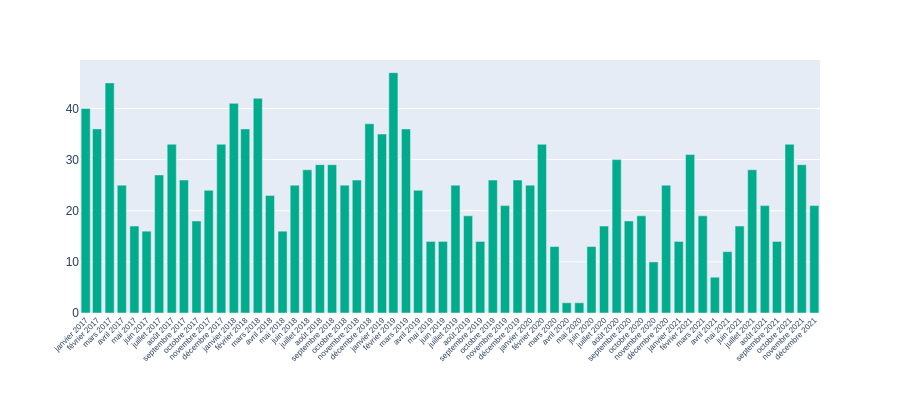 40
30
20
10
0
janvier 2017
février 2017
mars 2017
avril 2017
mai 2017
juin 2017
juillet 2017
août 2017
septembre 2017
octobre 2017
novembre 2017
décembre 2017
janvier 2018
février 2018
mars 2018
avril 2018
mai 2018
juin 2018
juillet 2018
août 2018
septembre 2018
octobre 2018
novembre 2018
décembre 2018
janvier 2019
février 2019
mars 2019
avril 2019
mai 2019
juin 2019
juillet 2019
août 2019
septembre 2019
octobre 2019
novembre 2019
décembre 2019
janvier 2020
février 2020
mars 2020
avril 2020
mai 2020
juin 2020
juillet 2020
août 2020
septembre 2020
octobre 2020
novembre 2020
décembre 2020
janvier 2021
février 2021
mars 2021
avril 2021
mai 2021
juin 2021
juillet 2021
août 2021
septembre 2021
octobre 2021
novembre 2021
décembre 2021